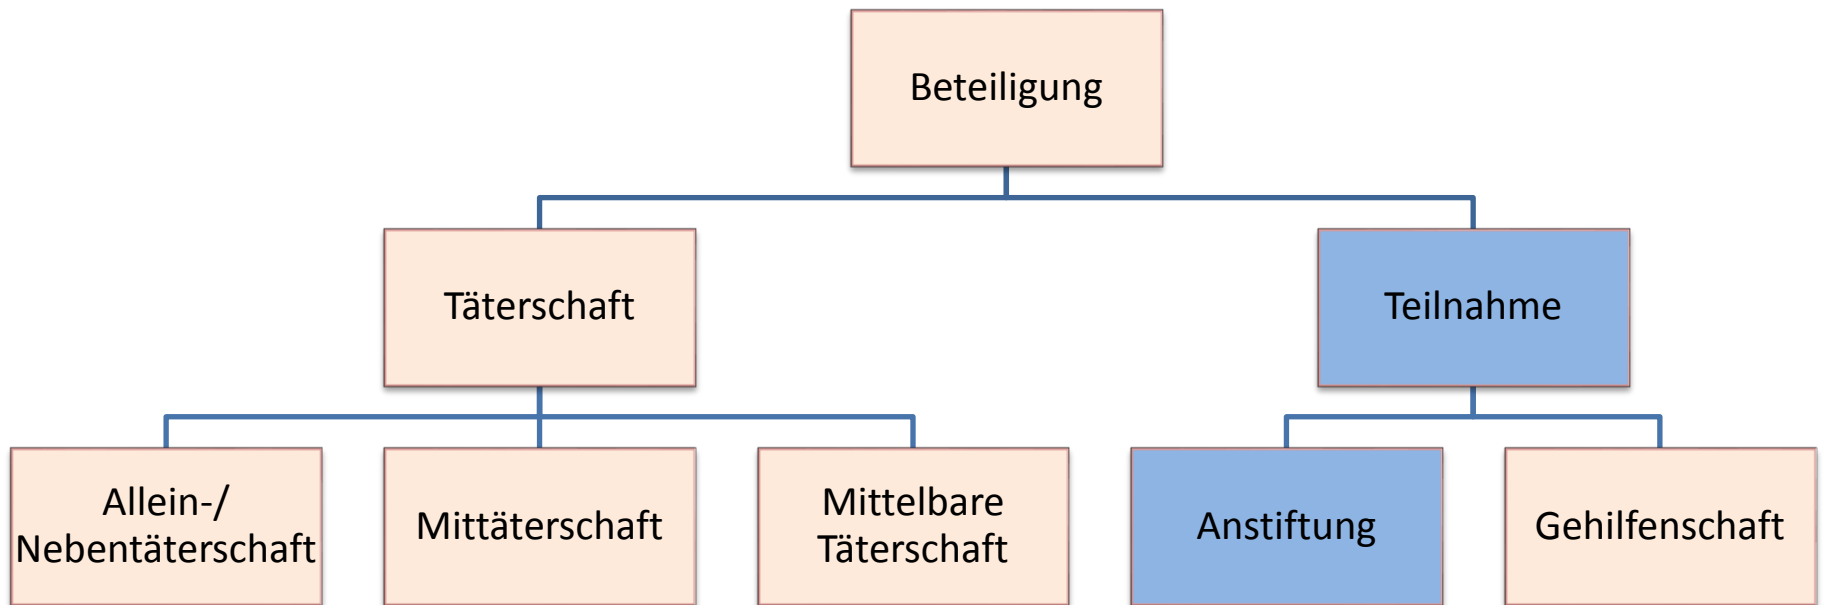 Beteiligung
Täterschaft
Teilnahme
Allein-/
Nebentäterschaft
Mittäterschaft
Mittelbare
Täterschaft
Anstiftung
Gehilfenschaft